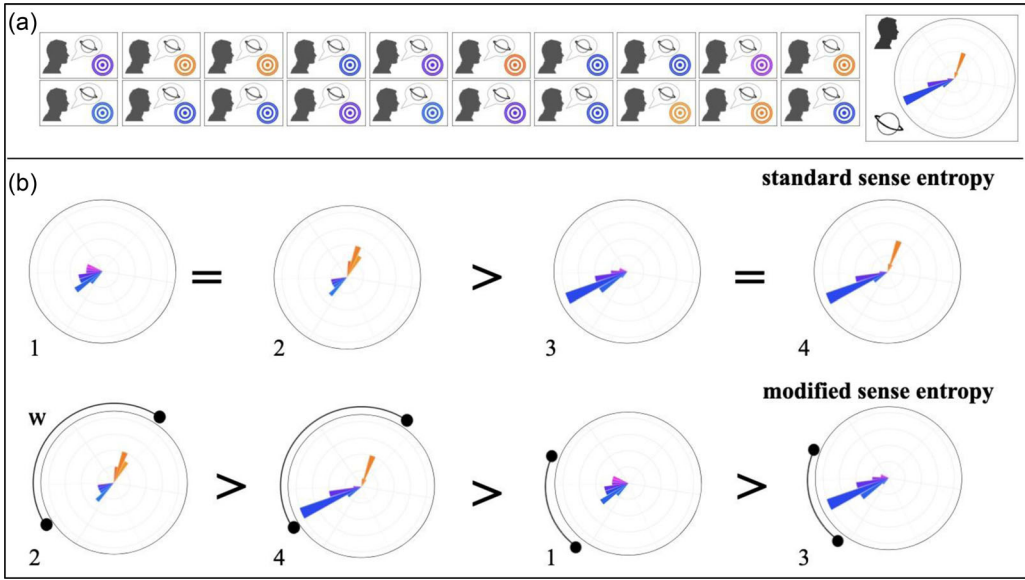 (a)
(b)
standard sense entropy
= > =
1 2 3 4
modified sense entropy
w
> > >
2 4 1 3